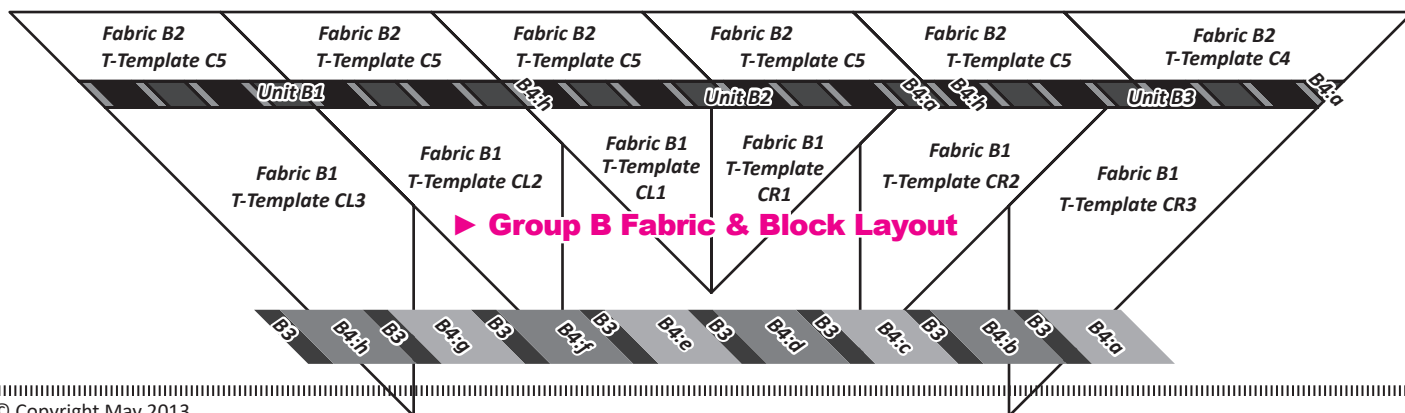 Fabric B2
T-Template C5
Fabric B2
T-Template C5
Fabric B2
T-Template C5
Fabric B2
T-Template C5
Fabric B2
T-Template C5
Fabric B2
T-Template C4
Unit B1
B4:h
Unit B2
B4:a
B4:h
Unit B3
B4:a
Fabric B1
T-Template CL3
Fabric B1
T-Template CL2
Fabric B1
T-Template
CL1
Fabric B1
T-Template
CR1
Fabric B1
T-Template CR2
Fabric B1
T-Template CR3
► Group B Fabric & Block Layout
B3
B4:h
B3
B4:g
B3
B4:f
B3
B4:e
B3
B4:d
B3
B4:c
B3
B4:b
B3
B4:a
© Copyright May 2013